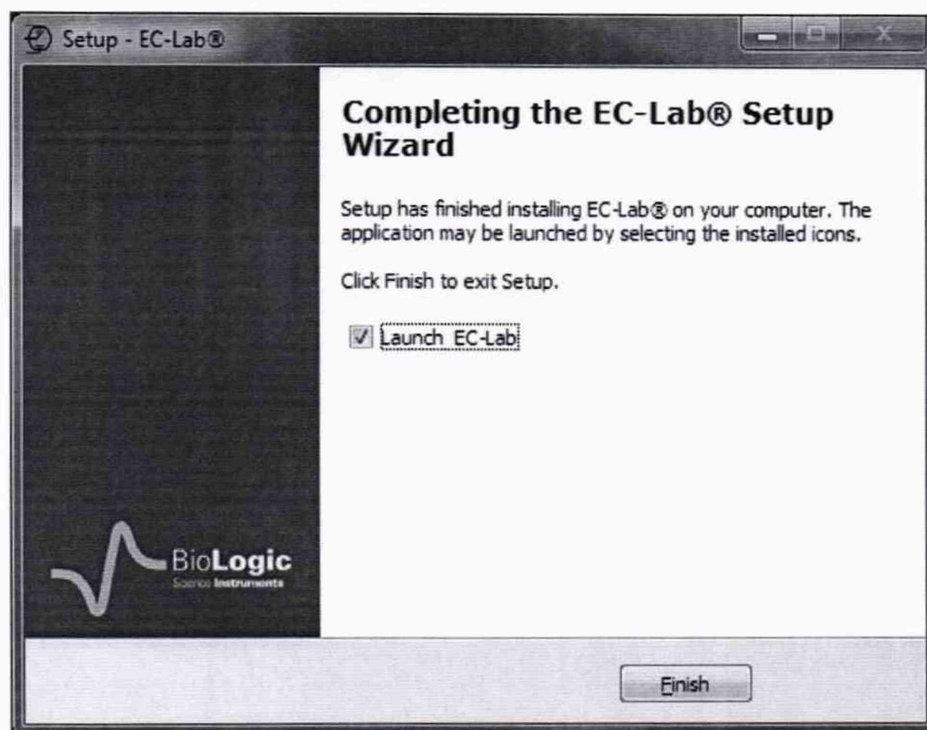 Setup - EC-Lab®
Completing the EC-Lab® Setup
Wizard
Setup has finished installing EC-Lab® on your computer. The
application may be launched by selecting the installed icons.
Click Finish to exit Setup.
Launch EC-Lab
BioLogic
Science Instruments
Finish